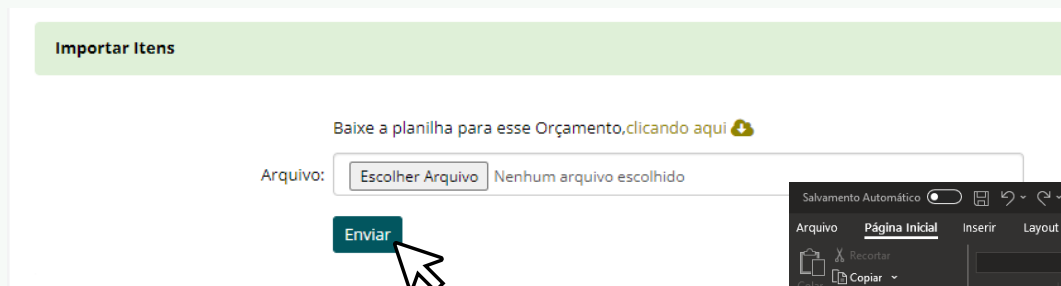 Importar Itens
Baixe a planilha para esse Orçamento,clicando aqui
Arquivo: Escolher Arquivo Nenhum arquivo escolhido
Enviar
Salvamento Automático
Arquivo Página Inicial Inserir Layout
Recortar
Copiar
Colar